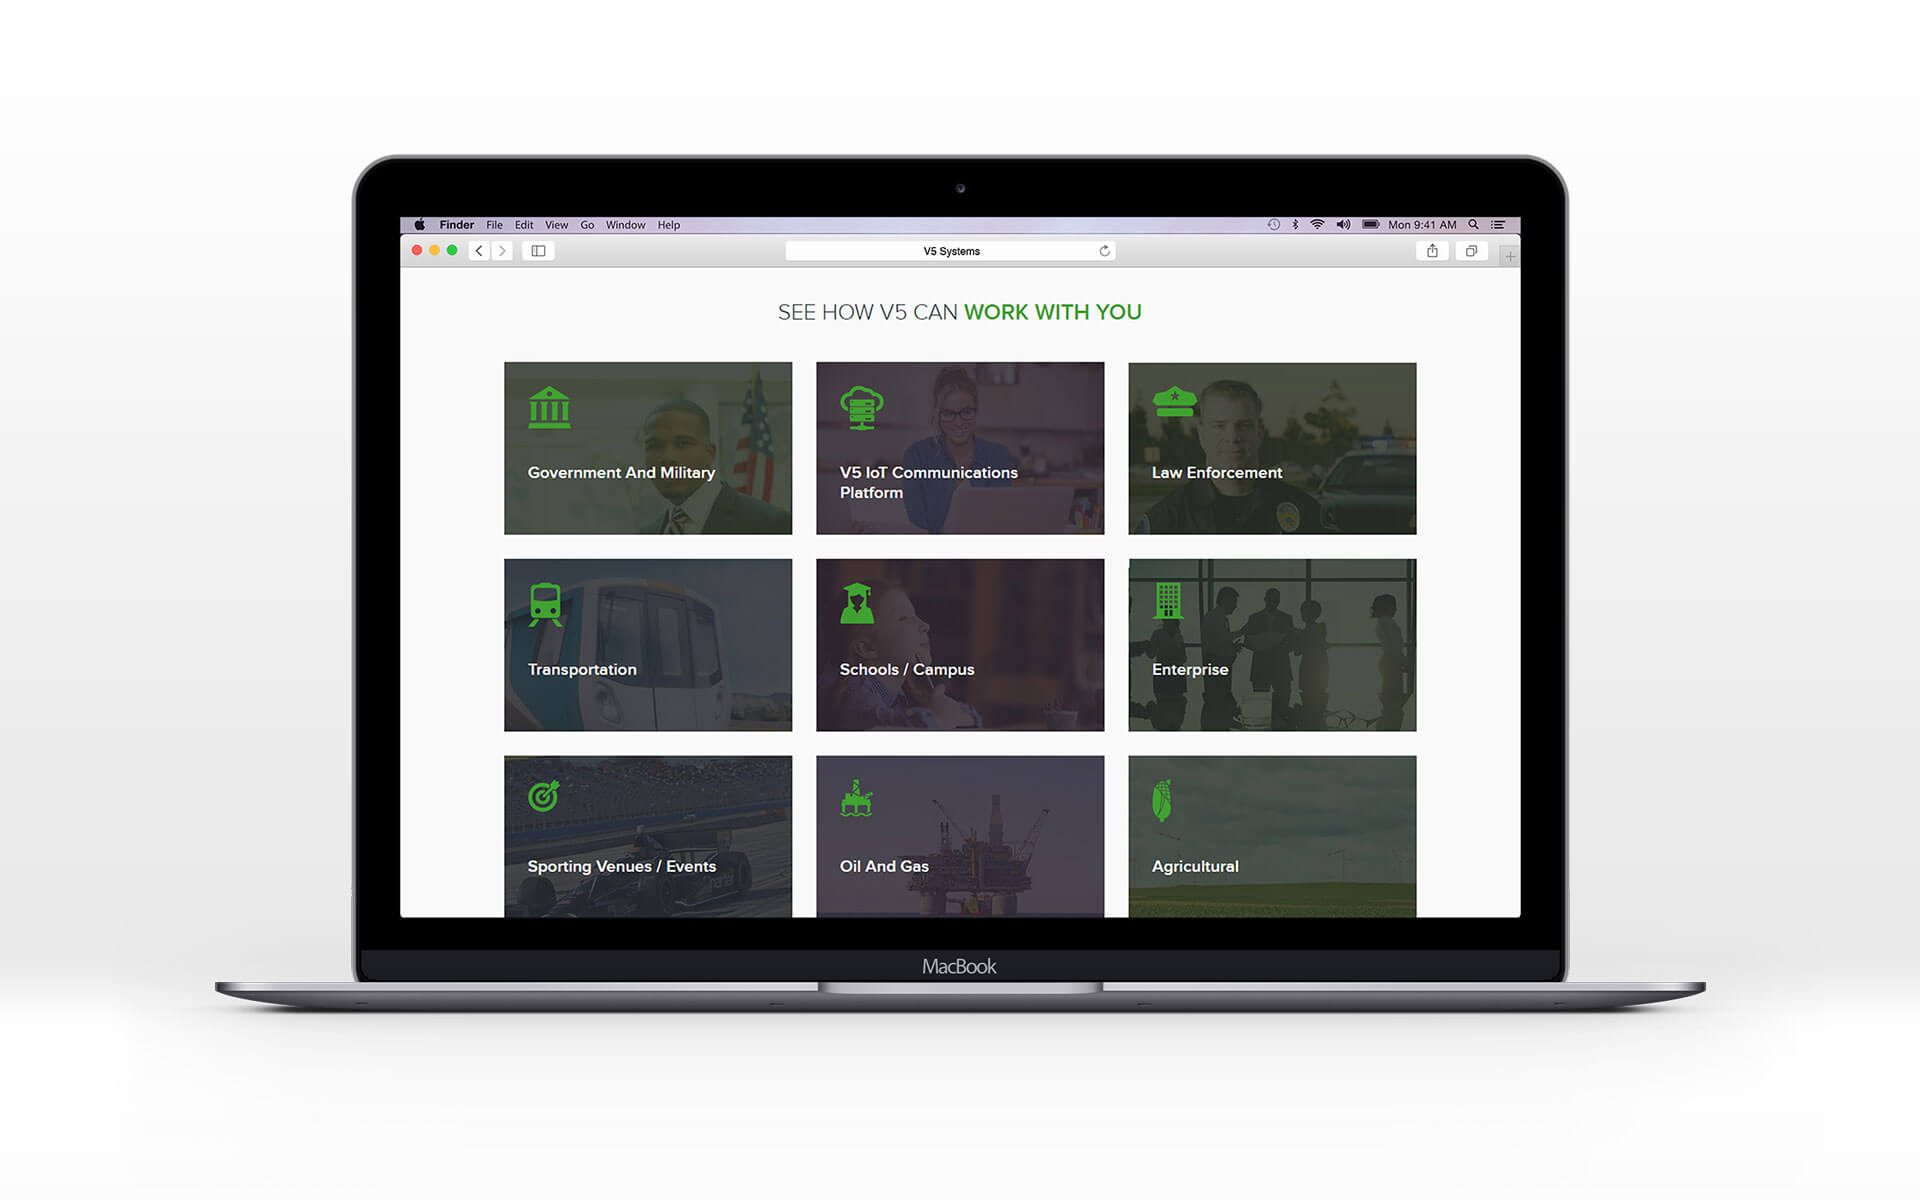 Finder File Edit View Go Window Help Mon 9:41 AM
V5 Systems
SEE HOW V5 CAN WORK WITH YOU
Government And Military
V5 IoT Communications
Platform
Law Enforcement
Transportation
Schools / Campus
Enterprise
Sporting Venues / Events
Oil And Gas
Agricultural
MacBook